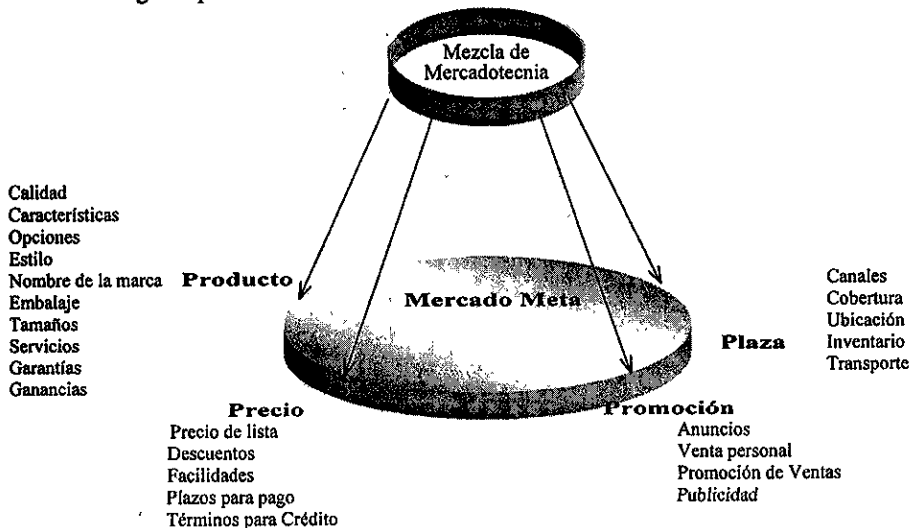 Mezcla de
Mercadotecnia
Calidad
Características
Opciones
Estilo
Nombre de la marca
Embalaje
Tamaños
Servicios
Garantías
Ganancias
Producto
Mercado Meta
Plaza
Canales
Cobertura
Ubicación
Inventario
Transporte
Precio
Precio de lista
Descuentos
Facilidades
Plazos para pago
Términos para Crédito
Promoción
Anuncios
Venta personal
Promoción de Ventas
Publicidad